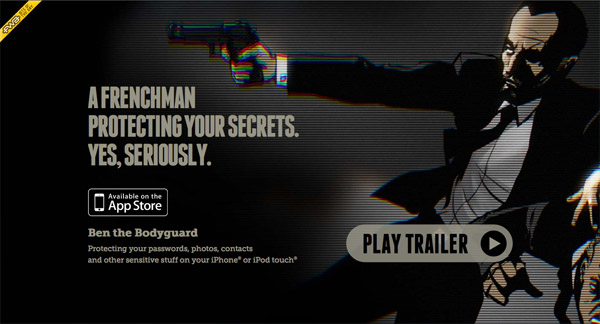 A FRENCHMAN
PROTECTING YOUR SECRETS.
YES, SERIOUSLY.
Available on the
App Store
Ben the Bodyguard
Protecting your passwords, photos, contacts
and other sensitive stuff on your iPhone® or iPod touch®
PLAY TRAILER